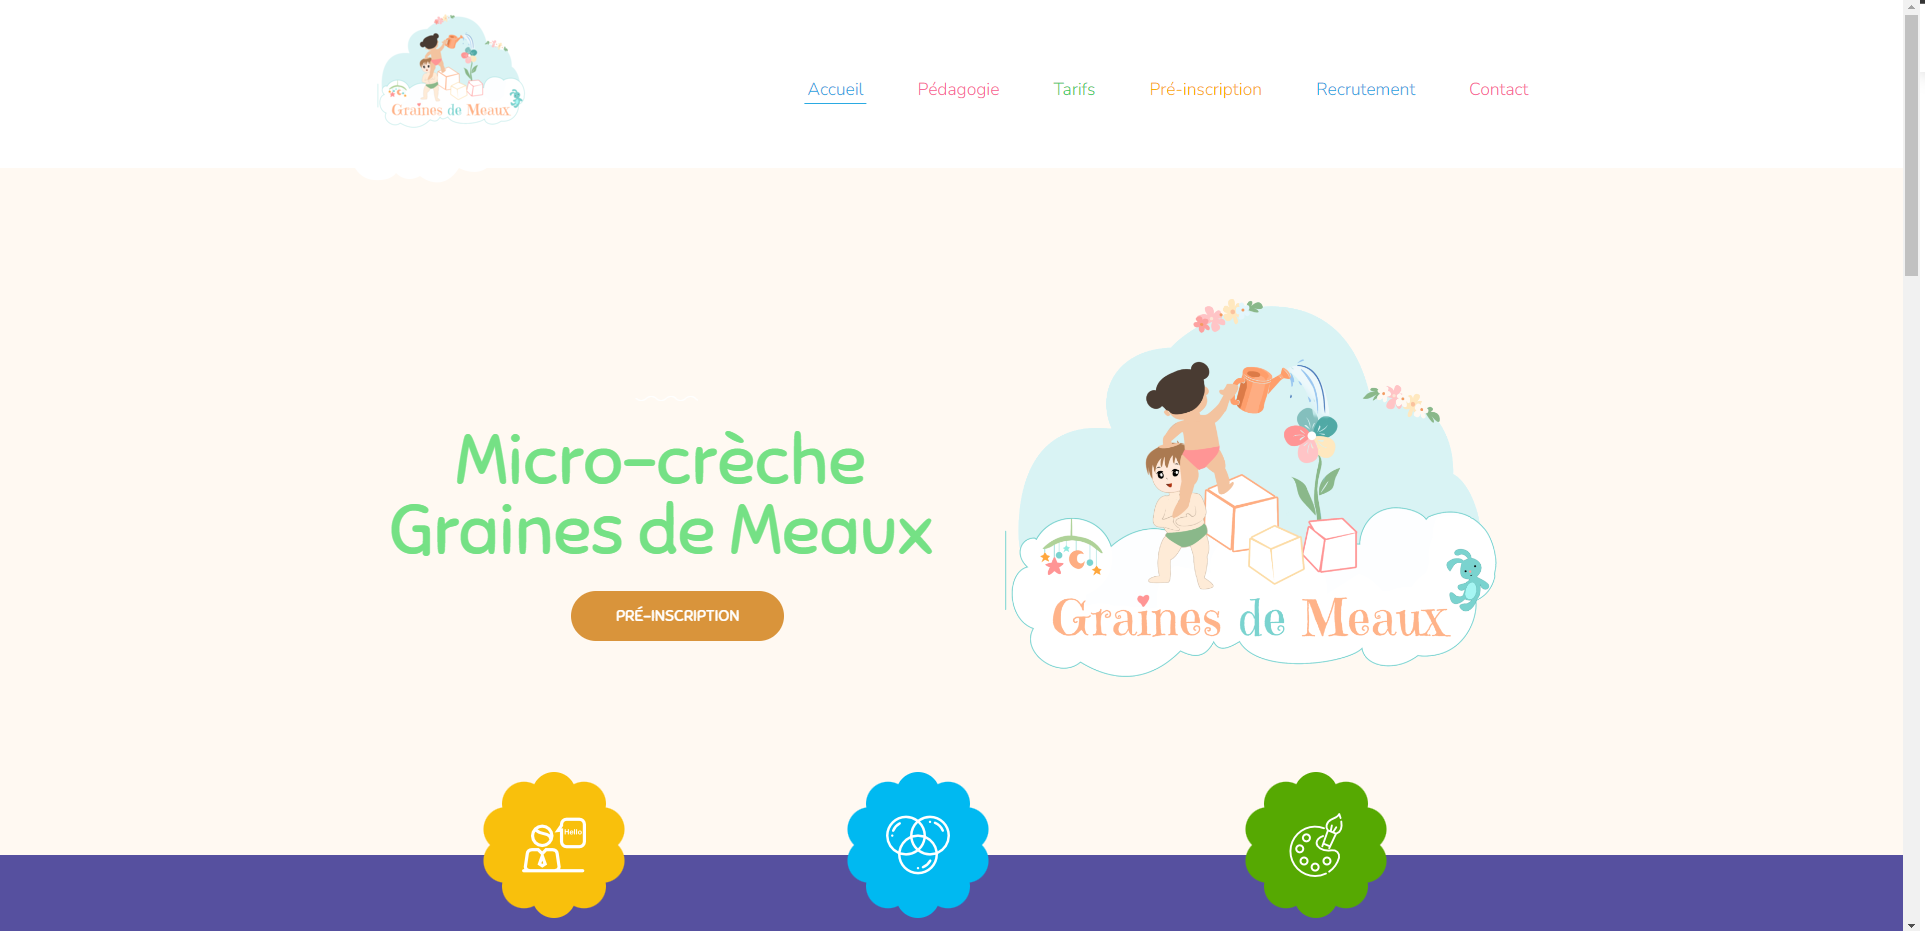 Graines de Meaux
Accueil
Pédagogie
Tarifs
Pré-inscription
Recrutement
Contact
Micro-crèche
Graines de Meaux
PRÉ-INSCRIPTION
Graines de Meaux
Hello